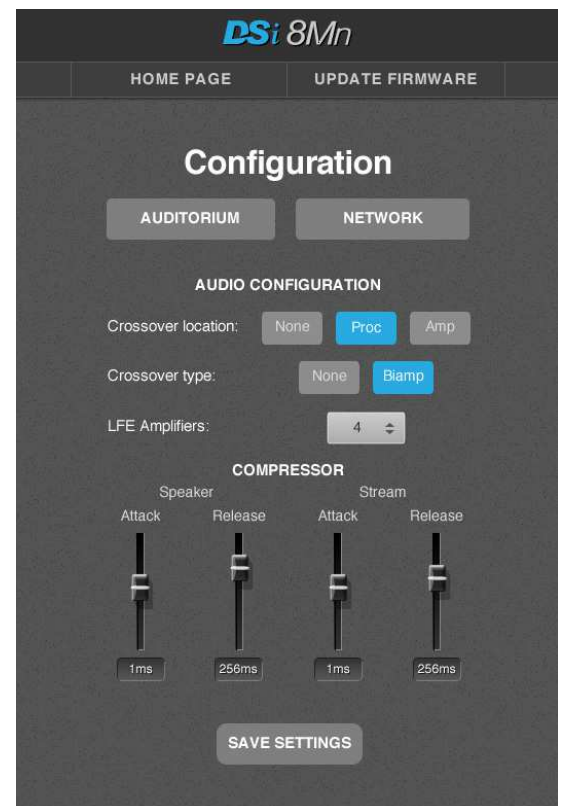 DSi 8Mn
HOME PAGE UPDATE FIRMWARE
Configuration
AUDITORIUM NETWORK
AUDIO CONFIGURATION
Crossover location: None Proc Amp
Crossover type: None Biamp
LFE Amplifiers: 4
COMPRESSOR
Speaker Stream
Attack Release Attack Release
1ms 256ms 1ms 256ms
SAVE SETTINGS